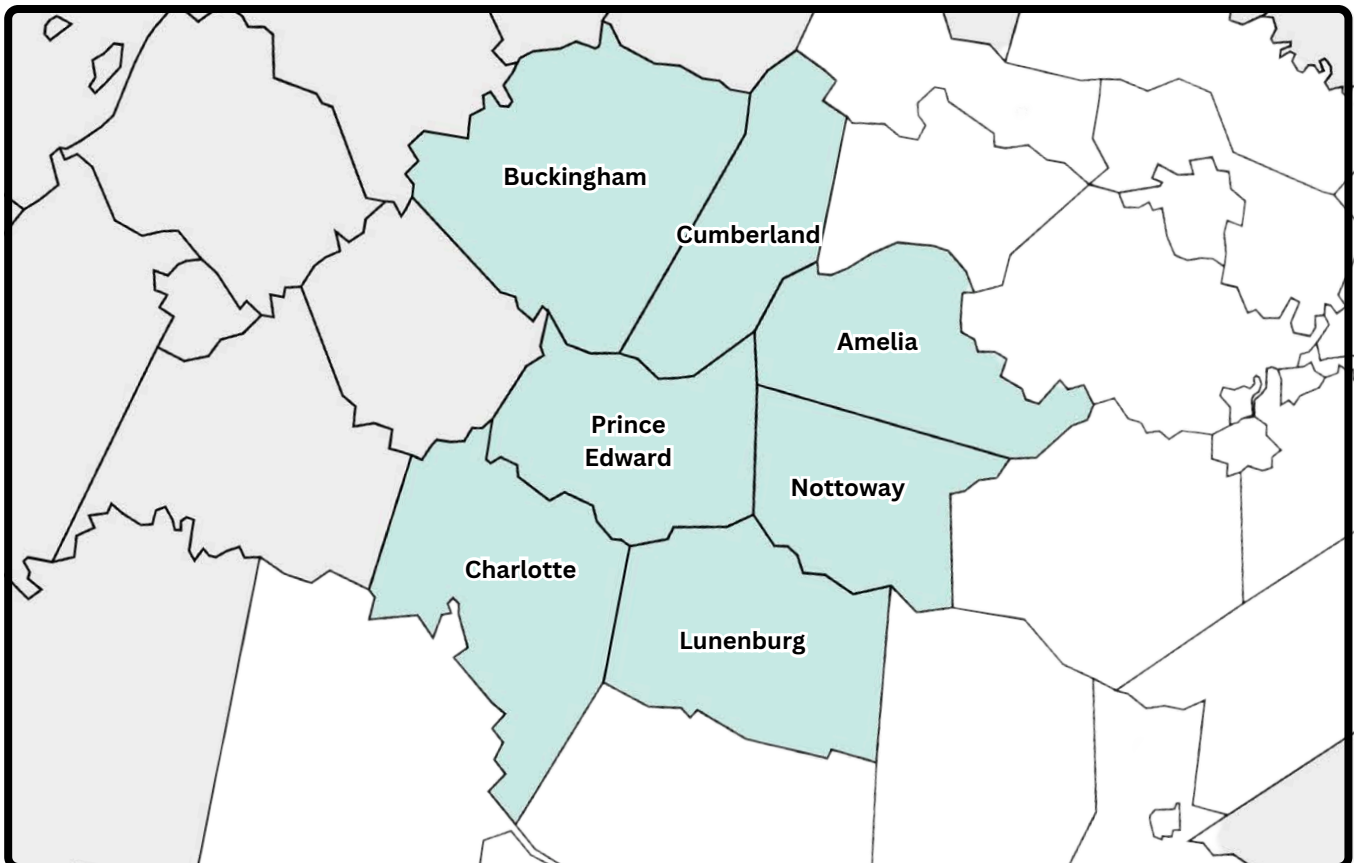 Buckingham
Cumberland
Amelia
Prince
Edward
Nottoway
Charlotte
Lunenburg